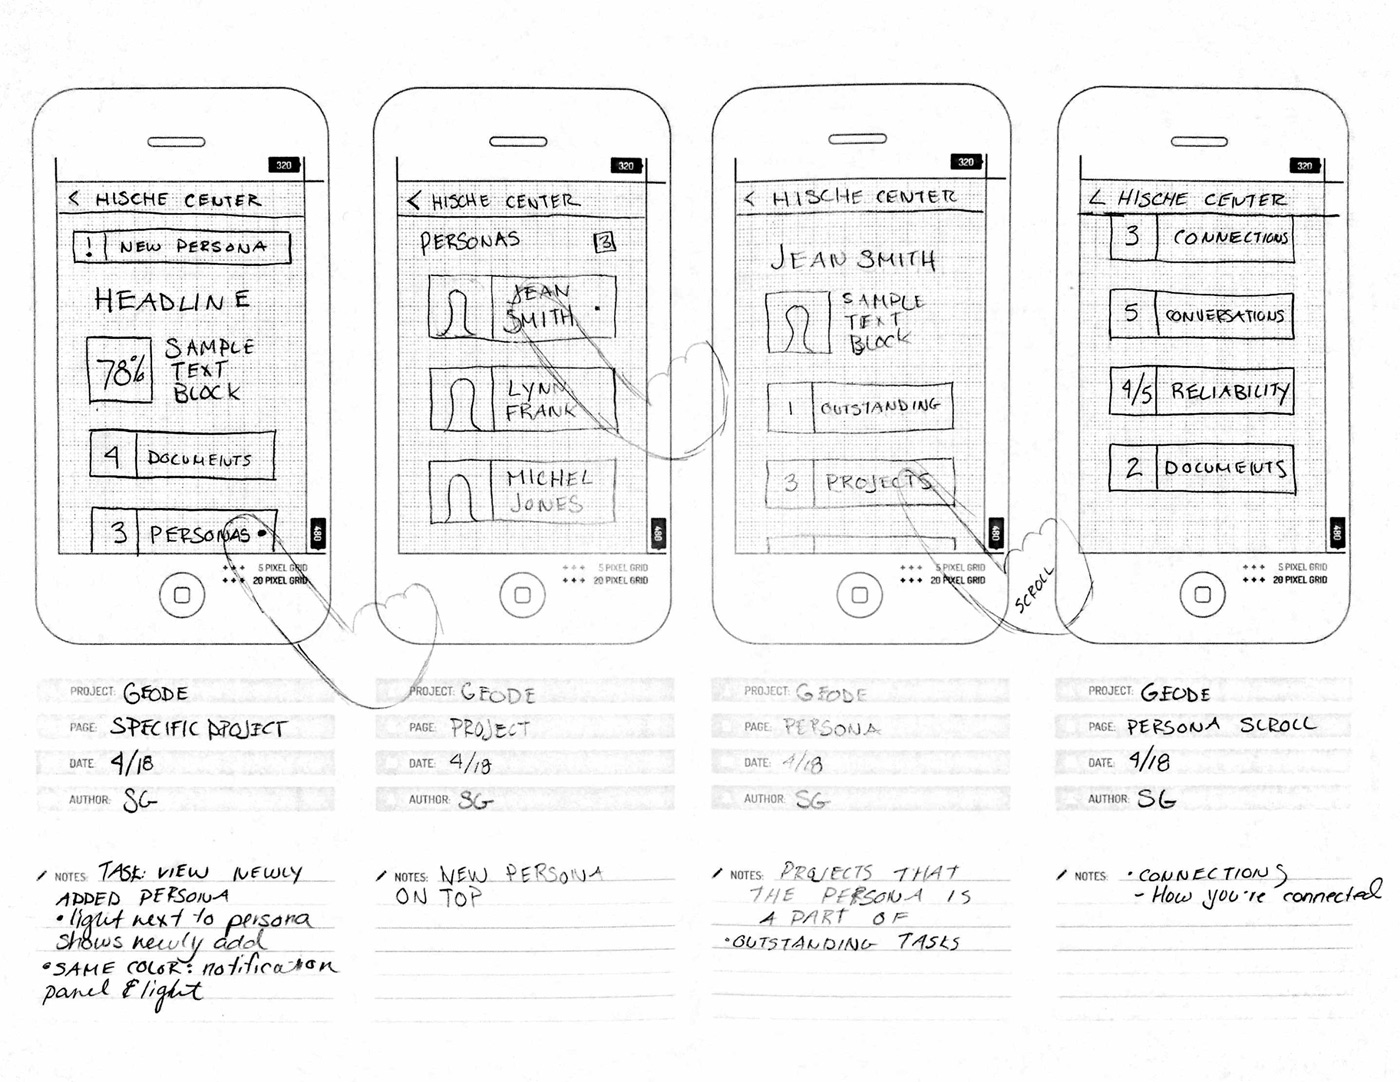 320
< HISCHE CENTER
! NEW PERSONA
HEADLINE
78%
SAMPLE
TEXT
BLOCK
4 DOCUMENTS
3 PERSONAS
480
5 PIXEL GRID
20 PIXEL GRID
PROJECT: GEODE
PAGE: SPECIFIC PROJECT
DATE: 4/18
AUTHOR: SG
NOTES: TASK: VIEW NEWLY
ADDED PERSONA
• light next to persona
shows newly add
• SAME COLOR: notification
panel & light
320
< HISCHE CENTER
PERSONAS 3
JEAN
SMITH
LYNN
FRANK
MICHEL
JONES
480
5 PIXEL GRID
20 PIXEL GRID
PROJECT: GEODE
PAGE: PROJECT
DATE: 4/18
AUTHOR: SG
NOTES: NEW PERSONA
ON TOP
320
< HISCHE CENTER
JEAN SMITH
SAMPLE
TEXT
BLOCK
1 OUTSTANDING
3 PROJECTS
480
5 PIXEL GRID
20 PIXEL GRID
SCROLL
PROJECT: GEODE
PAGE: PERSONA
DATE: 4/18
AUTHOR: SG
NOTES: PROJECTS THAT
THE PERSONA IS
A PART OF
• OUTSTANDING TASKS
320
< HISCHE CENTER
3 CONNECTIONS
5 CONVERSATIONS
4/5 RELIABILITY
2 DOCUMENTS
480
5 PIXEL GRID
20 PIXEL GRID
PROJECT: GEODE
PAGE: PERSONA SCROLL
DATE: 4/18
AUTHOR: SG
NOTES: • CONNECTIONS
- How you're connected